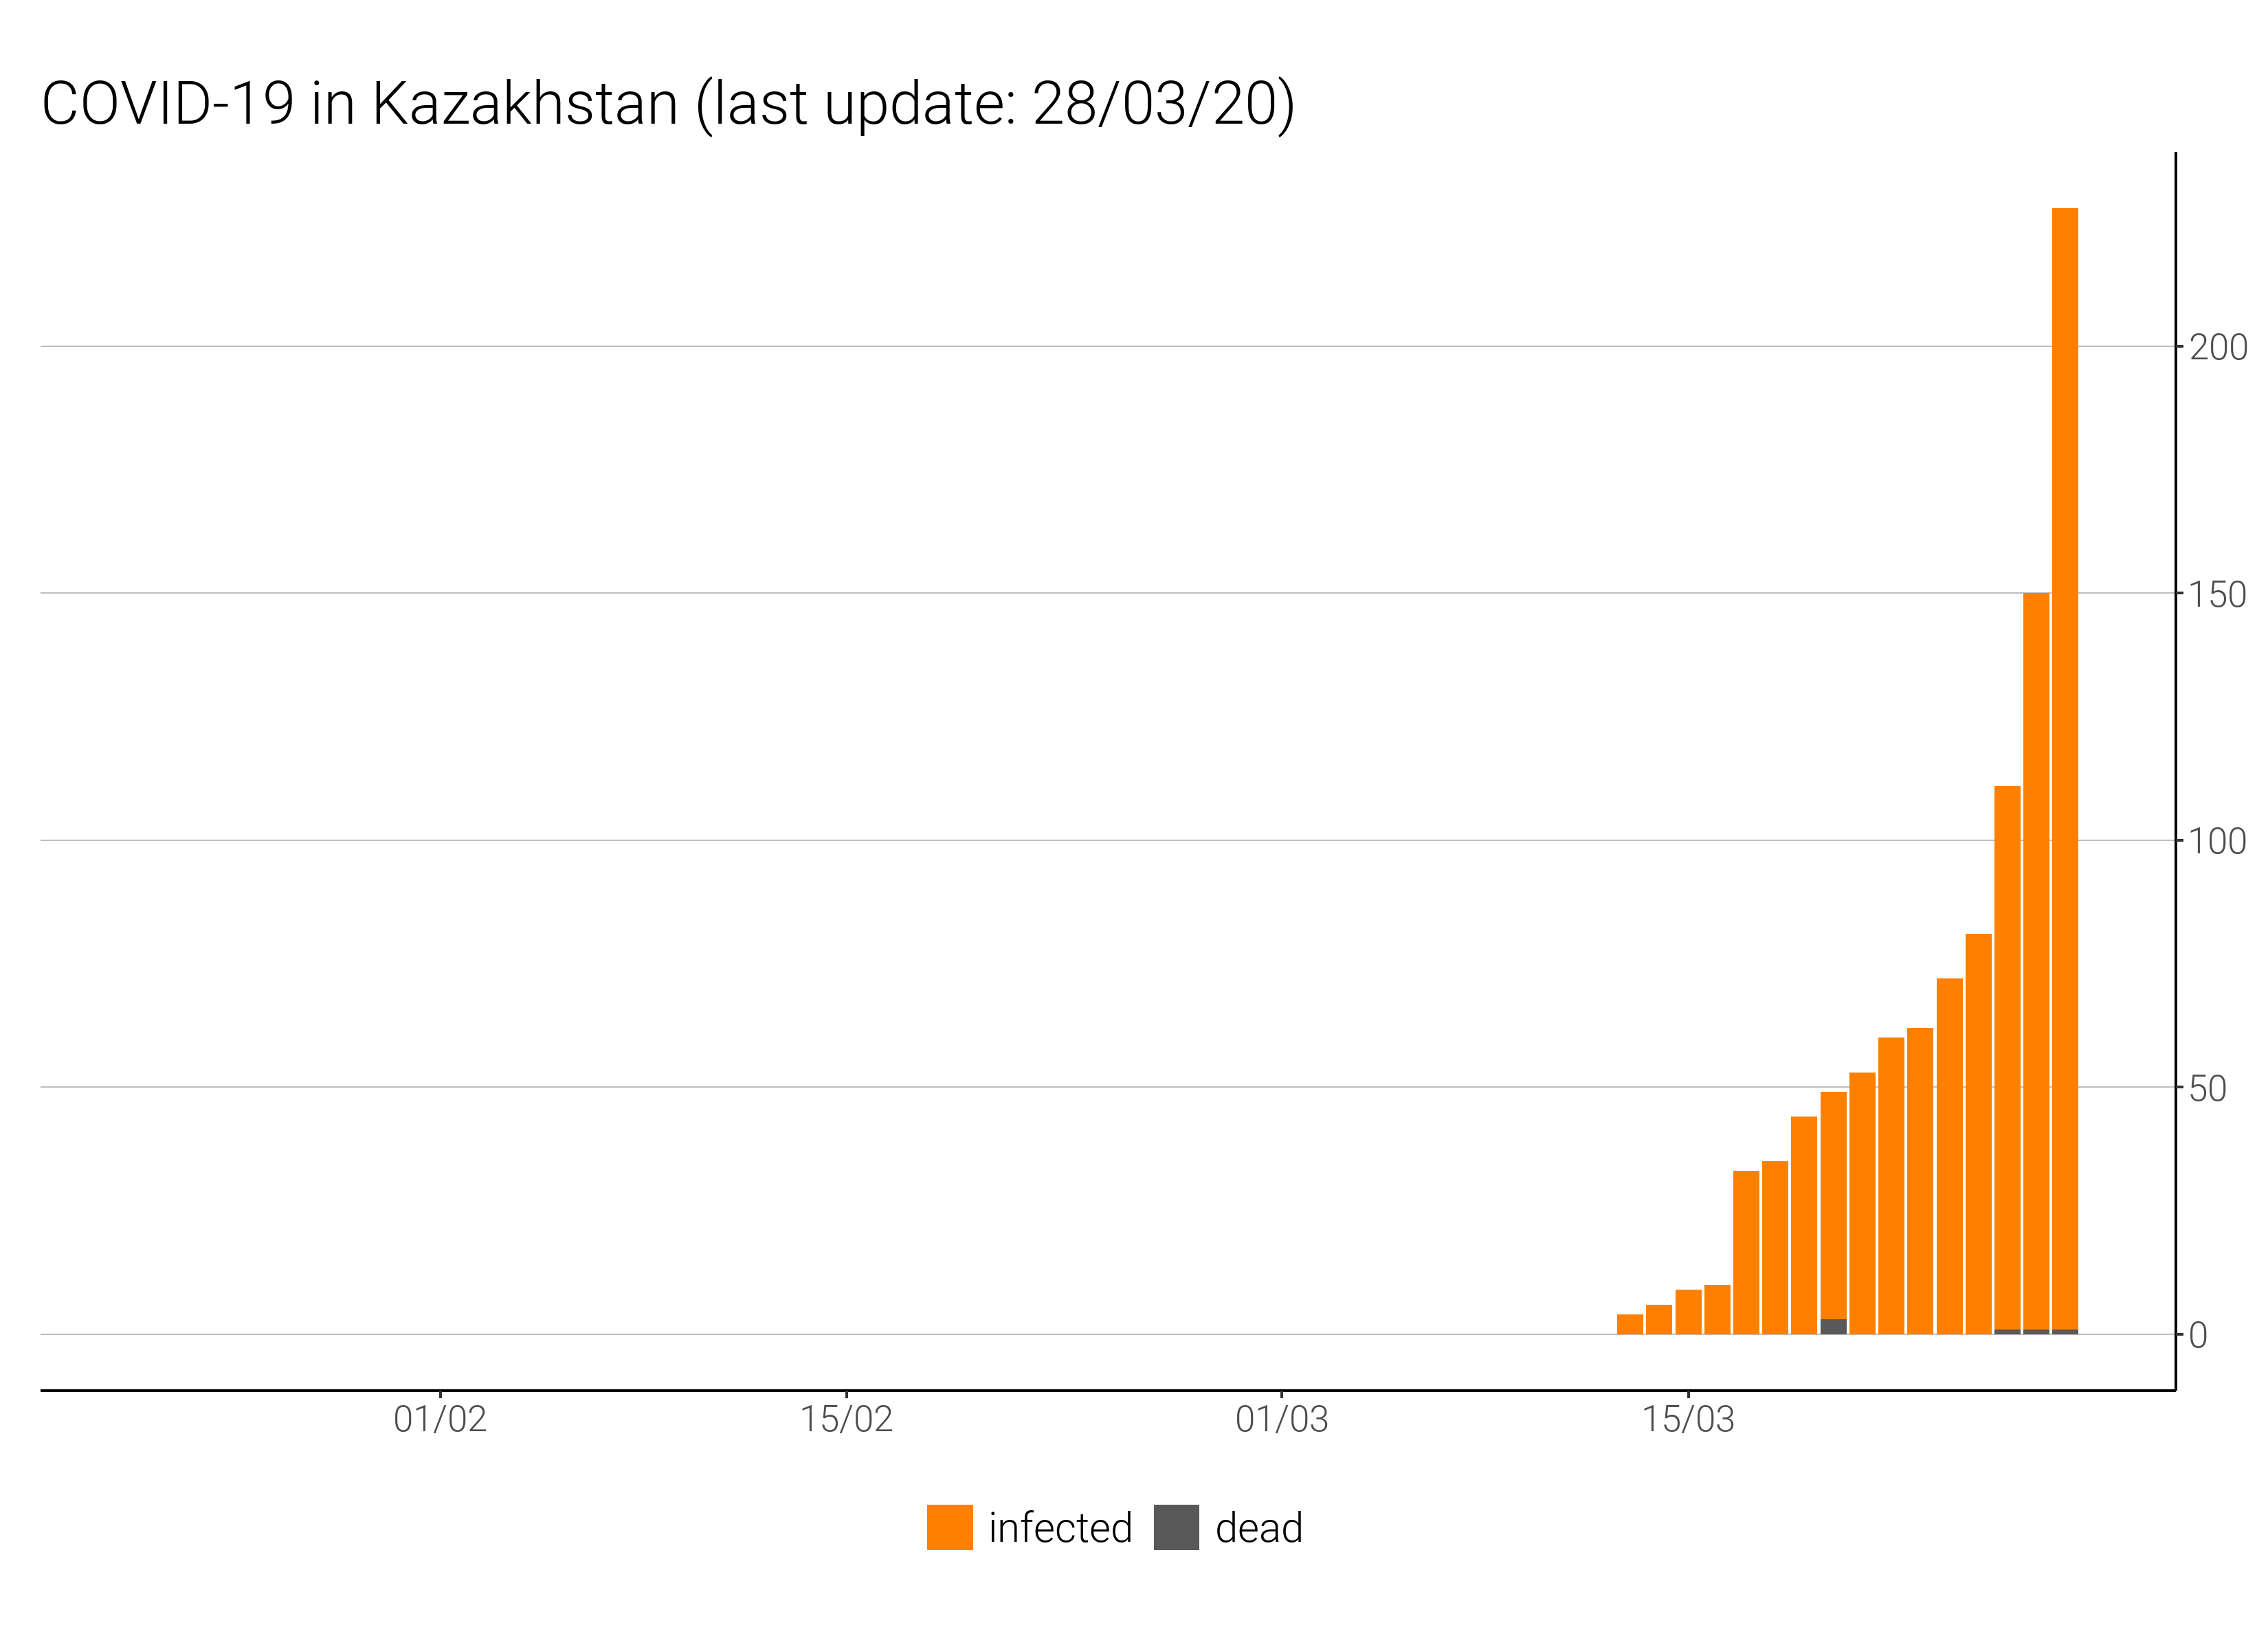 COVID-19 in Kazakhstan (last update: 28/03/20)
200
150
100
50
0
01/02 15/02 01/03 15/03
infected dead